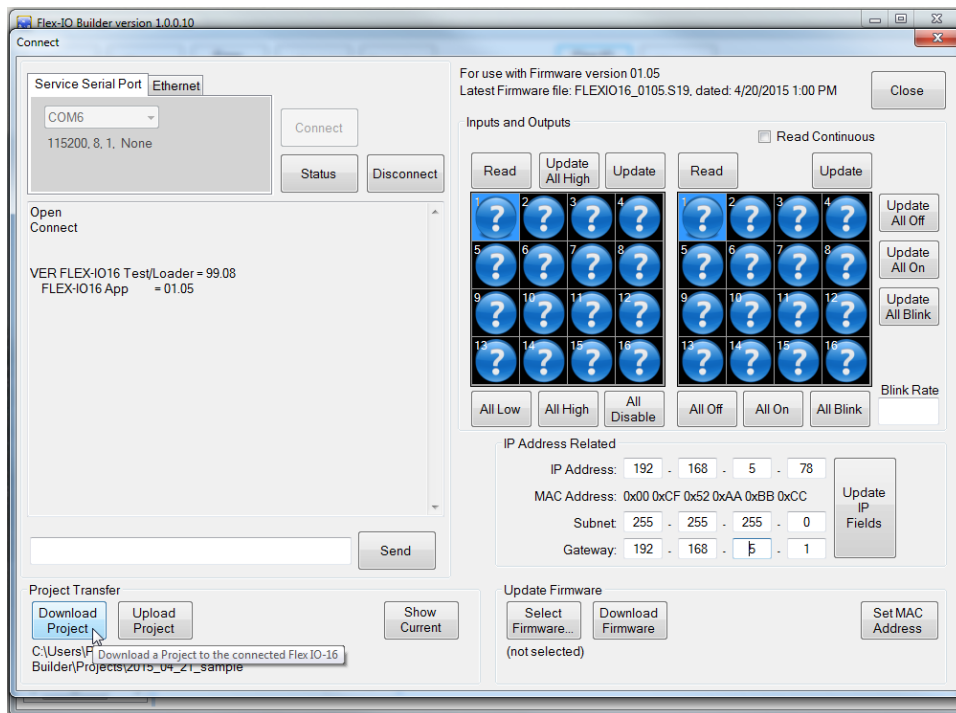 Flex-IO Builder version 1.0.0.10
Connect
Service Serial Port
Ethernet
COM6
115200, 8, 1, None
Connect
Status
Disconnect
Open
Connect
VER FLEX-IO16 Test/Loader = 99.08
FLEX-IO16 App = 01.05
Send
For use with Firmware version 01.05
Latest Firmware file: FLEXIO16_0105.S19, dated: 4/20/2015 1:00 PM
Close
Inputs and Outputs
Read Continuous
Read
Update
All High
Update
Read
Update
1 ? 2 ? 3 ? 4 ?
5 ? 6 ? 7 ? 8 ?
9 ? 10 ? 11 ? 12 ?
13 ? 14 ? 15 ? 16 ?
1 ? 2 ? 3 ? 4 ?
5 ? 6 ? 7 ? 8 ?
9 ? 10 ? 11 ? 12 ?
13 ? 14 ? 15 ? 16 ?
Update
All Off
Update
All On
Update
All Blink
Blink Rate
All Low
All High
All
Disable
All Off
All On
All Blink
IP Address Related
IP Address: 192 . 168 . 5 . 78
MAC Address: 0x00 0xCF 0x52 0xAA 0xBB 0xCC
Subnet: 255 . 255 . 255 . 0
Gateway: 192 . 168 . 5 . 1
Update
IP
Fields
Project Transfer
Download
Project
Upload
Project
Show
Current
C:\Users\
Download a Project to the connected Flex IO-16
Builder\Projects\2015_04_21_sample
Update Firmware
Select
Firmware...
Download
Firmware
Set MAC
Address
(not selected)